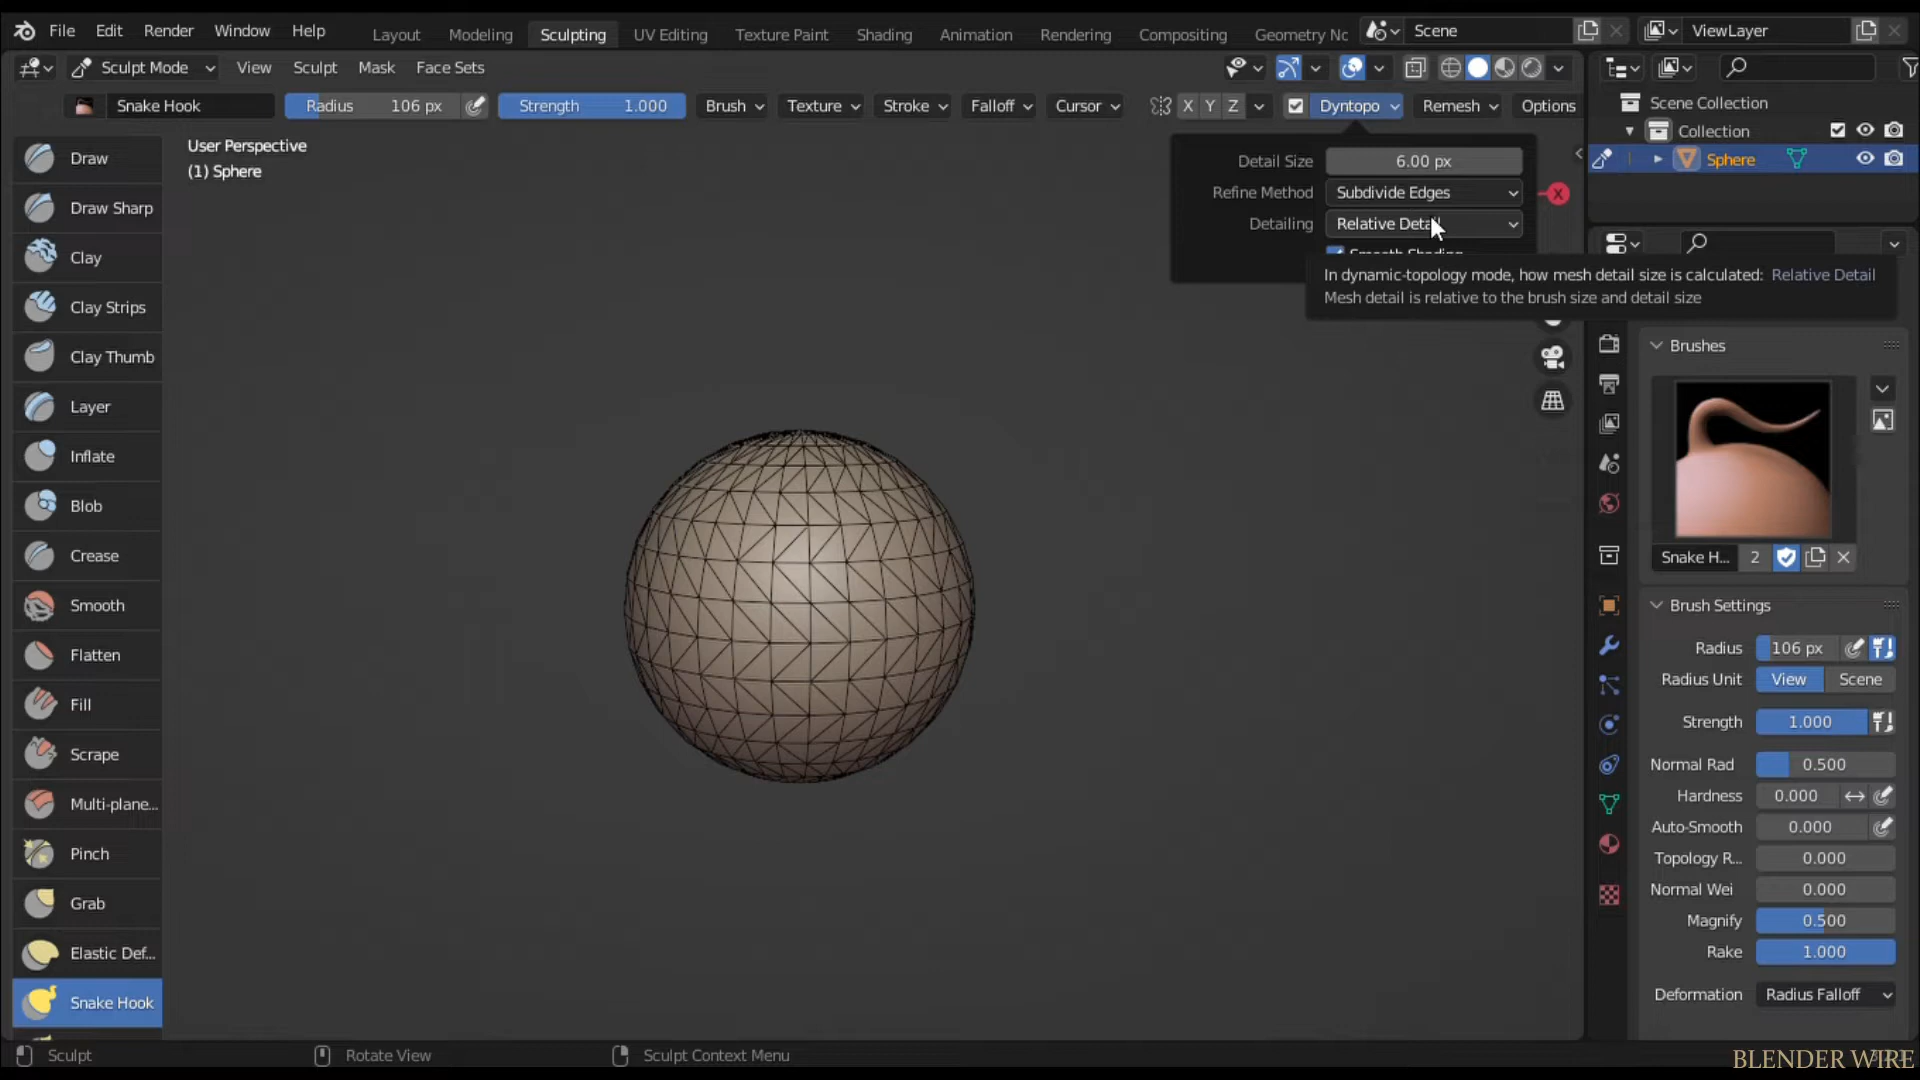 File Edit Render Window Help Layout Modeling Sculpting UV Editing Texture Paint Shading Animation Rendering Compositing Geometry Nc Scene ViewLayer
Sculpt Mode View Sculpt Mask Face Sets
Snake Hook Radius 106 px Strength 1.000 Brush Texture Stroke Falloff Cursor X Y Z Dyntopo Remesh Options
Scene Collection
Collection
Sphere
User Perspective
(1) Sphere
Detail Size 6.00 px
Refine Method Subdivide Edges
X
Detailing Relative Detail
In dynamic-topology mode, how mesh detail size is calculated: Relative Detail
Mesh detail is relative to the brush size and detail size
Draw
Draw Sharp
Clay
Clay Strips
Clay Thumb
Layer
Inflate
Blob
Crease
Smooth
Flatten
Fill
Scrape
Multi-plane...
Pinch
Grab
Elastic Def...
Snake Hook
Brushes
Snake H... 2
Brush Settings
Radius 106 px
Radius Unit View Scene
Strength 1.000
Normal Rad 0.500
Hardness 0.000
Auto-Smooth 0.000
Topology R... 0.000
Normal Wei 0.000
Magnify 0.500
Rake 1.000
Deformation Radius Falloff
Sculpt Rotate View Sculpt Context Menu
BLENDER WIRE